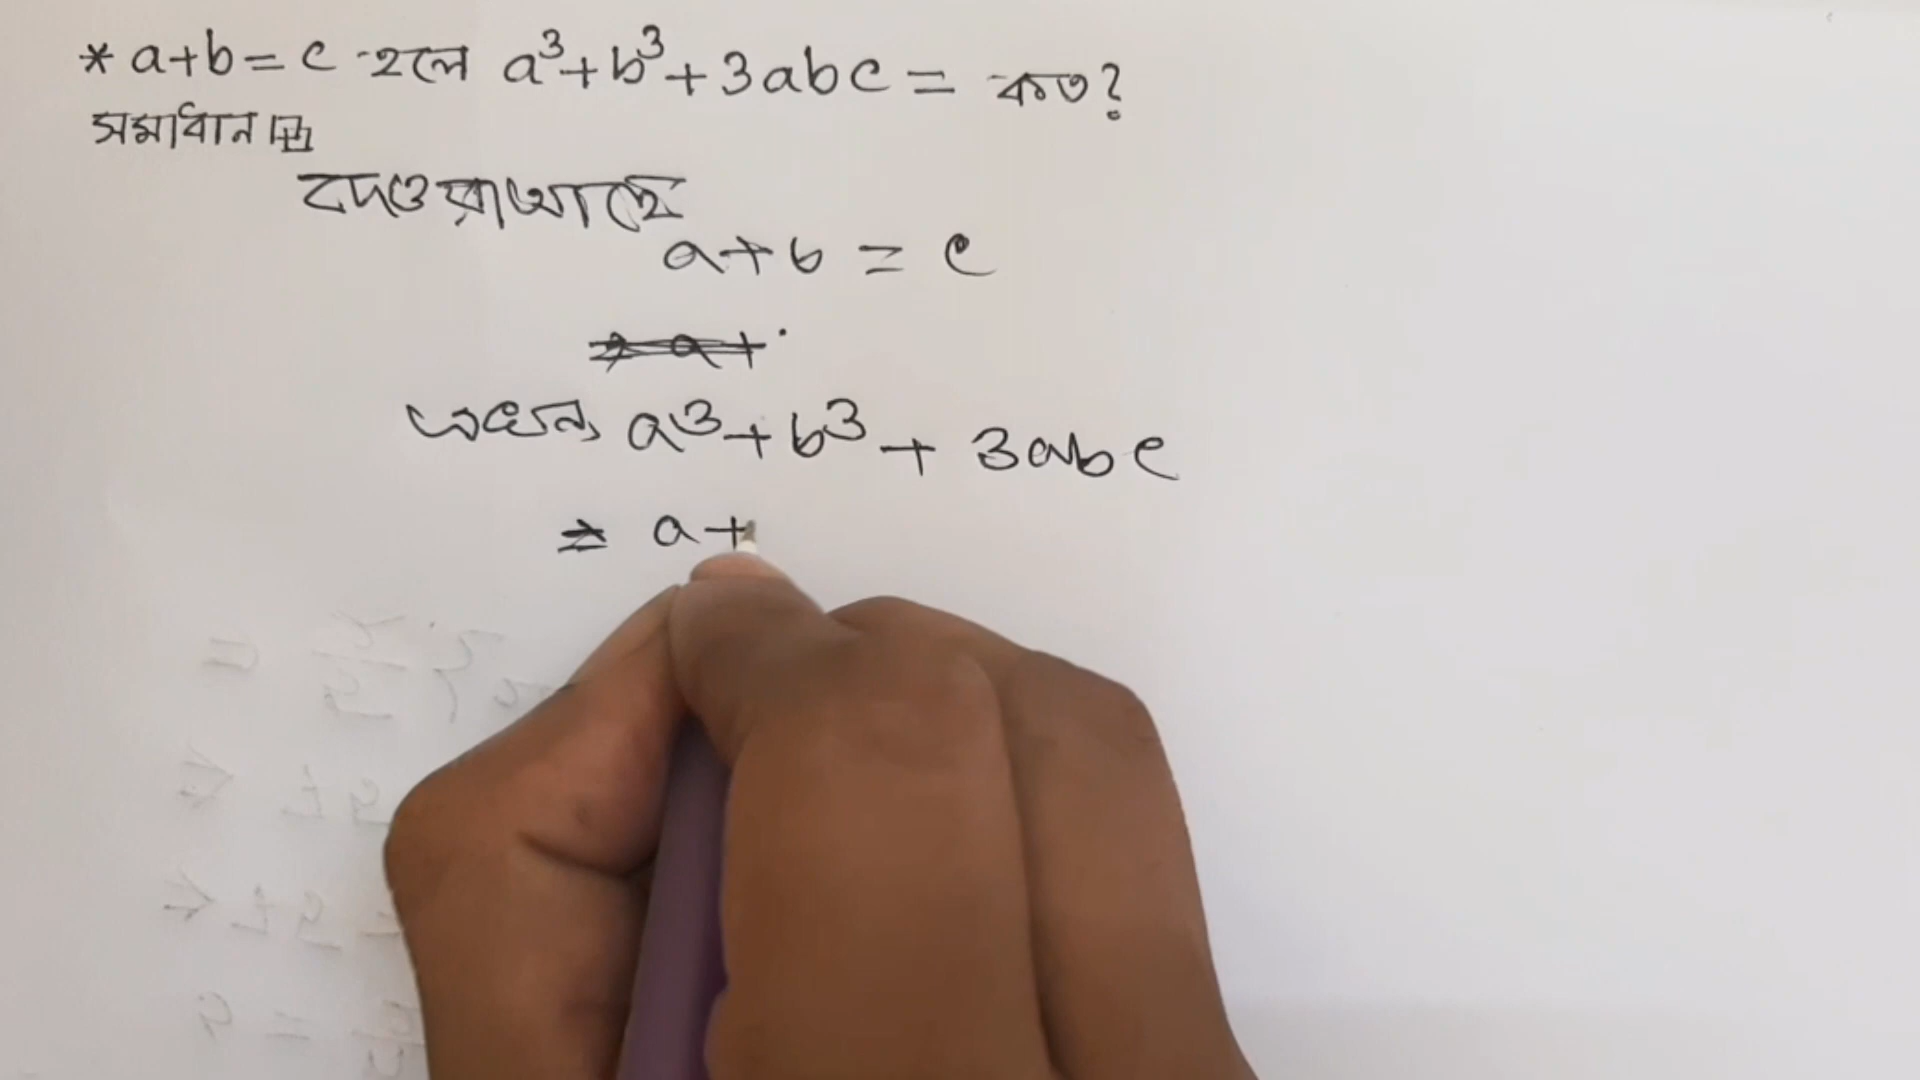 * a+b=c হলে a³+b³+3abc = কত?
সমাধান
দেওয়া আছে
a+b = c
এখন, a³+b³ + 3abc
= a+